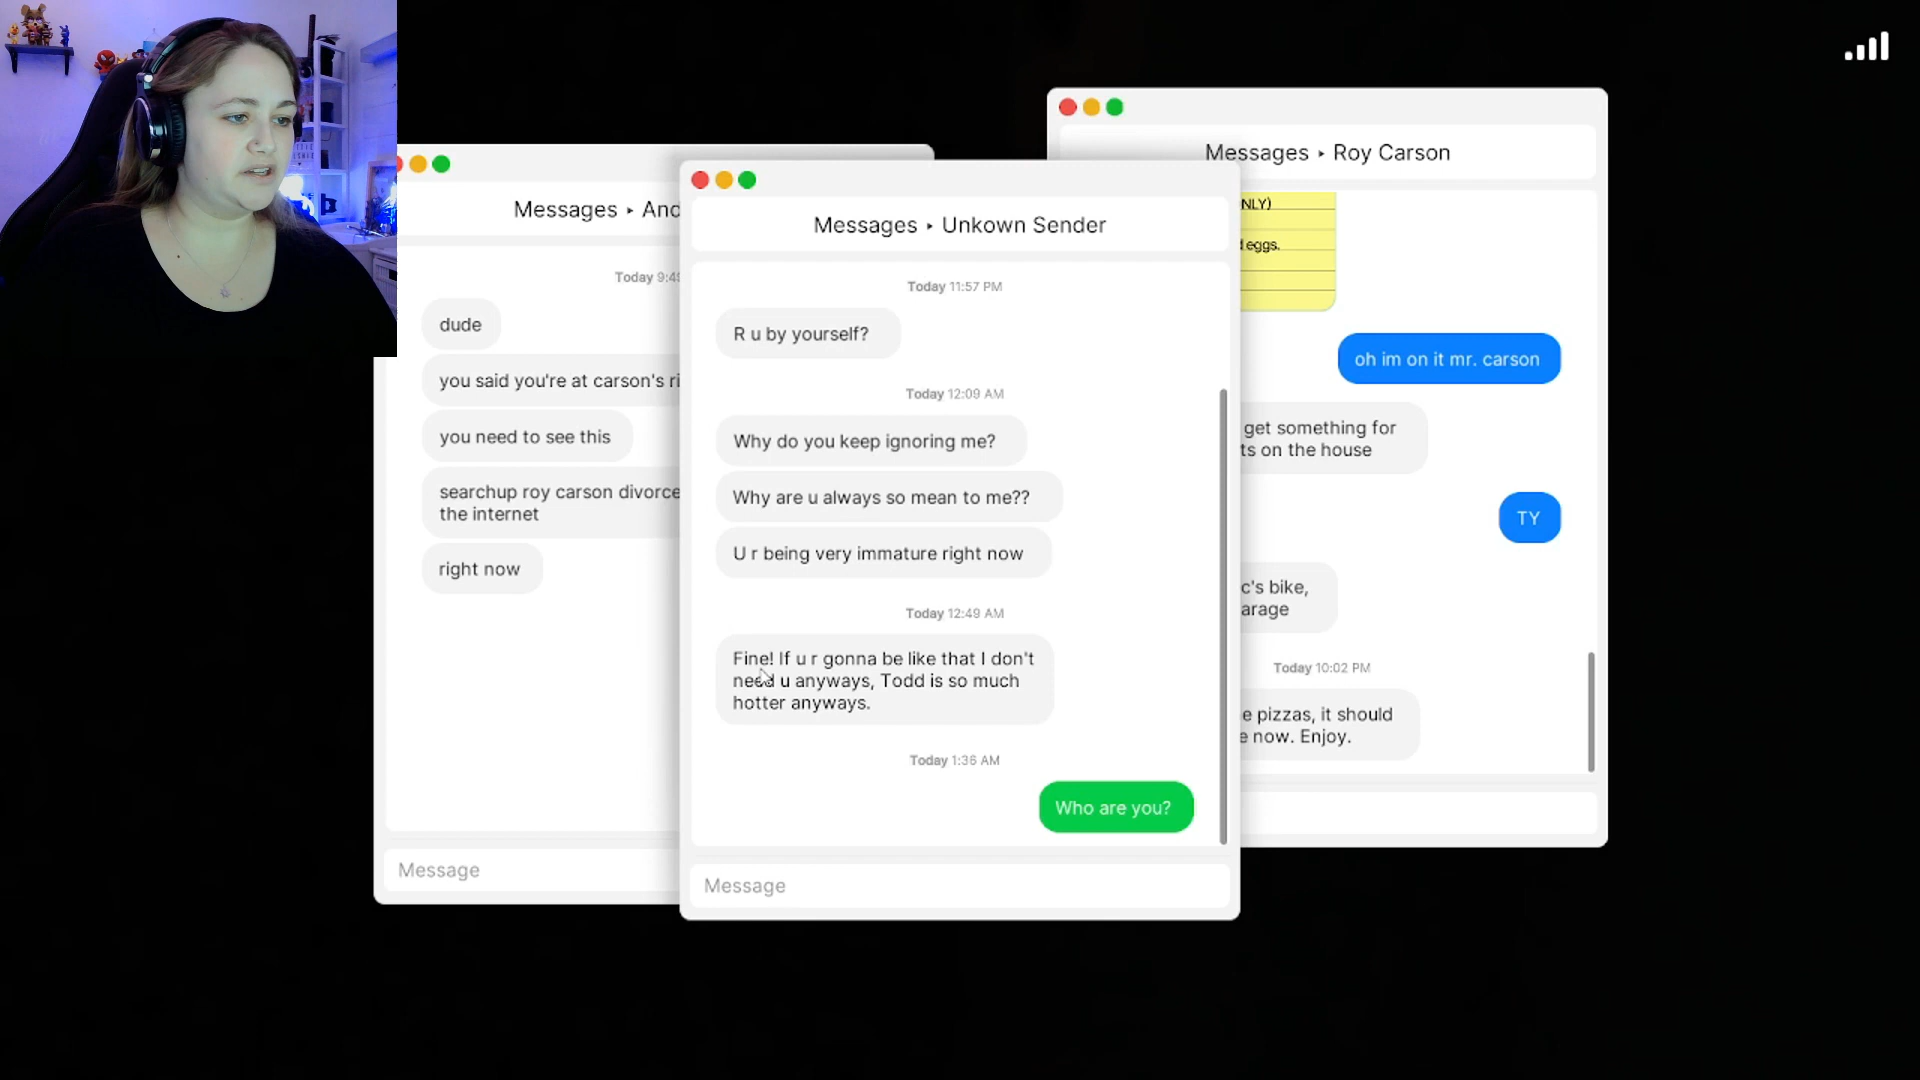 Messages ▸ And
Today 9:4
dude
you said you're at carson's ri
you need to see this
searchup roy carson divorce
the internet
right now
Message
Messages ▸ Unkown Sender
Today 11:57 PM
R u by yourself?
Today 12:09 AM
Why do you keep ignoring me?
Why are u always so mean to me??
U r being very immature right now
Today 12:49 AM
Fine! If u r gonna be like that I don't
need u anyways, Todd is so much
hotter anyways.
Today 1:36 AM
Who are you?
Message
Messages ▸ Roy Carson
NLY)
eggs.
oh im on it mr. carson
get something for
ts on the house
TY
c's bike,
arage
Today 10:02 PM
e pizzas, it should
e now. Enjoy.